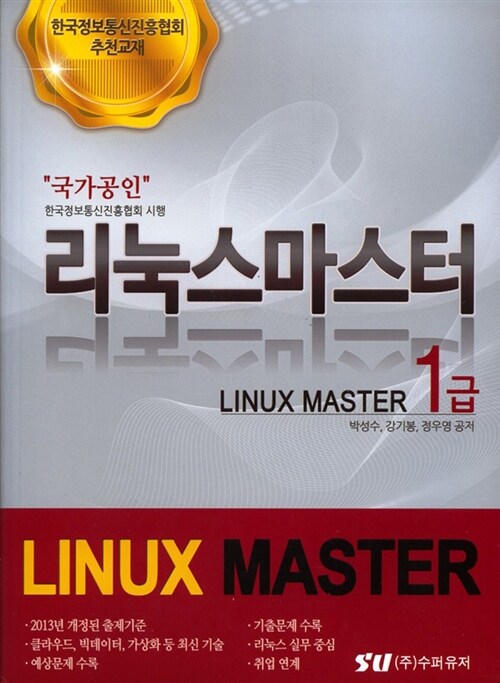 한국정보통신진흥협회
추천교재
"국가공인"
한국정보통신진흥협회 시행
리눅스마스터
LINUX MASTER 1급
박성수, 강기봉, 정우영 공저
LINUX MASTER
· 2013년 개정된 출제기준
· 클라우드, 빅데이터, 가상화 등 최신 기술
· 예상문제 수록
· 기출문제 수록
· 리눅스 실무 중심
· 취업 연계
SU (주)수퍼유저